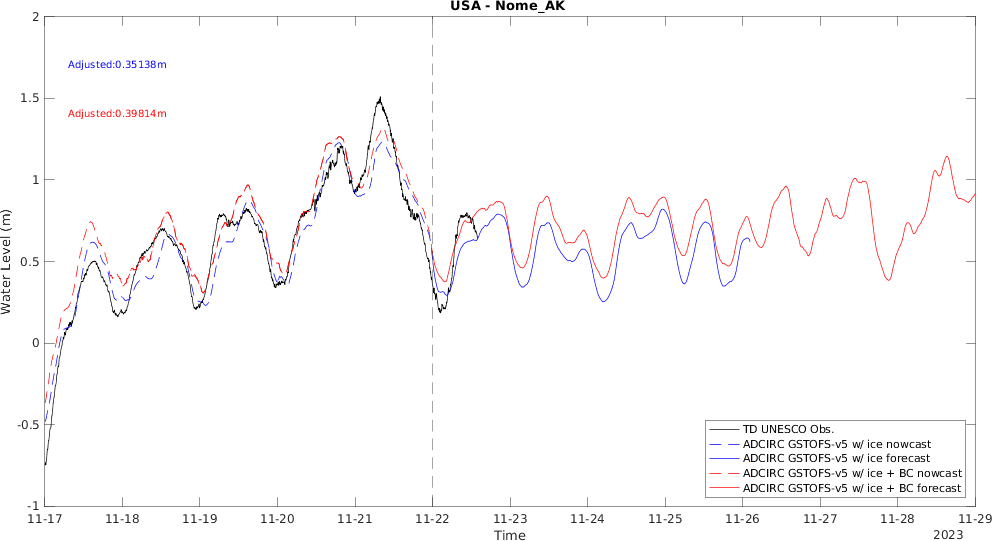 USA - Nome_AK
2
1.5
1
0.5
0
-0.5
-1
Water Level (m)
Adjusted:0.35138m
Adjusted:0.39814m
TD UNESCO Obs.
ADCIRC GSTOFS-v5 w/ ice nowcast
ADCIRC GSTOFS-v5 w/ ice forecast
ADCIRC GSTOFS-v5 w/ ice + BC nowcast
ADCIRC GSTOFS-v5 w/ ice + BC forecast
11-17 11-18 11-19 11-20 11-21 11-22 11-23 11-24 11-25 11-26 11-27 11-28 11-29
Time
2023